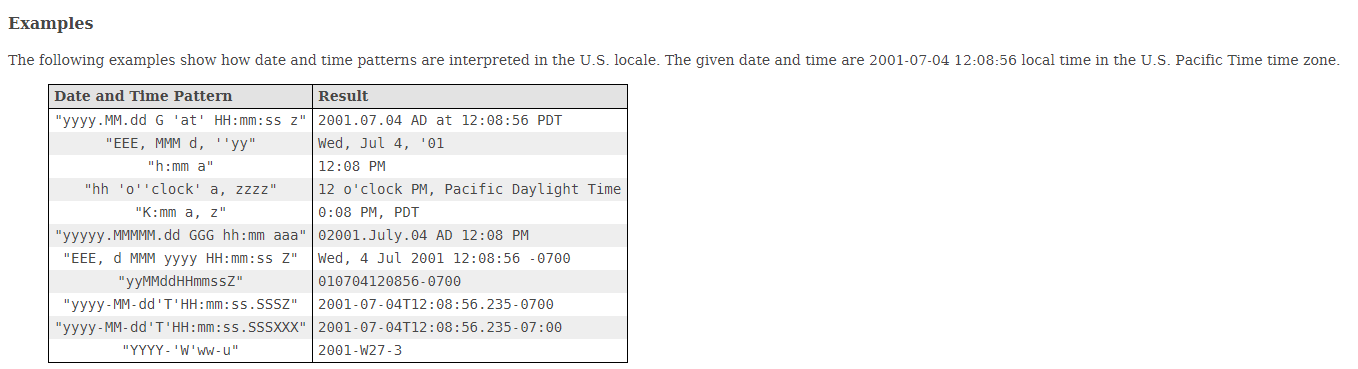 Examples
The following examples show how date and time patterns are interpreted in the U.S. locale. The given date and time are 2001-07-04 12:08:56 local time in the U.S. Pacific Time time zone.
Date and Time Pattern Result
"yyyy.MM.dd G 'at' HH:mm:ss z" 2001.07.04 AD at 12:08:56 PDT
"EEE, MMM d, ''yy" Wed, Jul 4, '01
"h:mm a" 12:08 PM
"hh 'o''clock' a, zzzz" 12 o'clock PM, Pacific Daylight Time
"K:mm a, z" 0:08 PM, PDT
"yyyyy.MMMMM.dd GGG hh:mm aaa" 02001.July.04 AD 12:08 PM
"EEE, d MMM yyyy HH:mm:ss Z" Wed, 4 Jul 2001 12:08:56 -0700
"yyMMddHHmmssZ" 010704120856-0700
"yyyy-MM-dd'T'HH:mm:ss.SSSZ" 2001-07-04T12:08:56.235-0700
"yyyy-MM-dd'T'HH:mm:ss.SSSXXX" 2001-07-04T12:08:56.235-07:00
"YYYY-'W'ww-u" 2001-W27-3